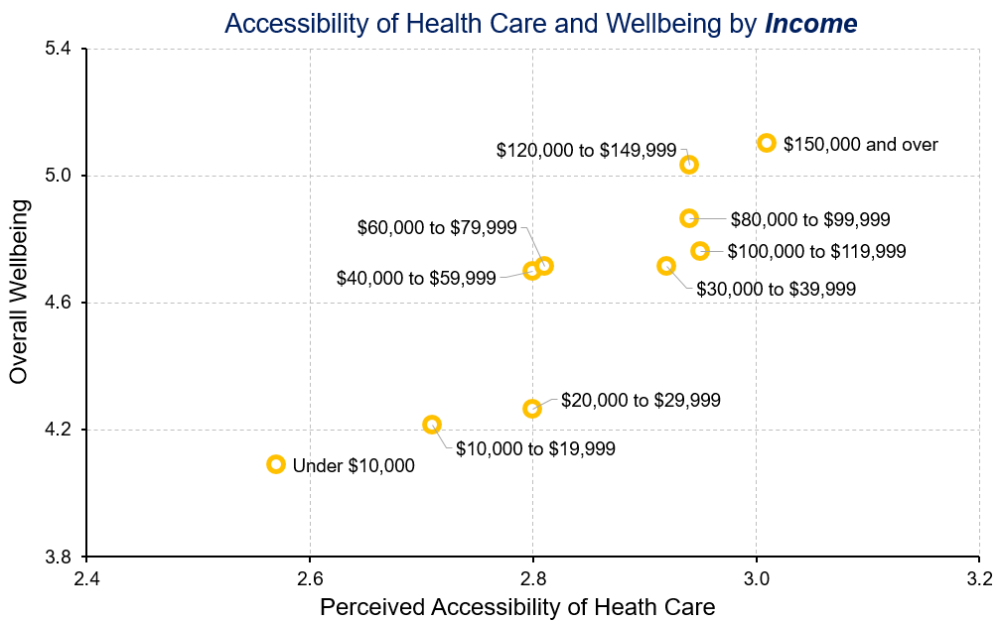 Accessibility of Health Care and Wellbeing by Income
5.4
5.0
4.6
4.2
3.8
Overall Wellbeing
$120,000 to $149,999
$150,000 and over
$60,000 to $79,999
$80,000 to $99,999
$100,000 to $119,999
$40,000 to $59,999
$30,000 to $39,999
$20,000 to $29,999
$10,000 to $19,999
Under $10,000
2.4
2.6
2.8
3.0
3.2
Perceived Accessibility of Heath Care